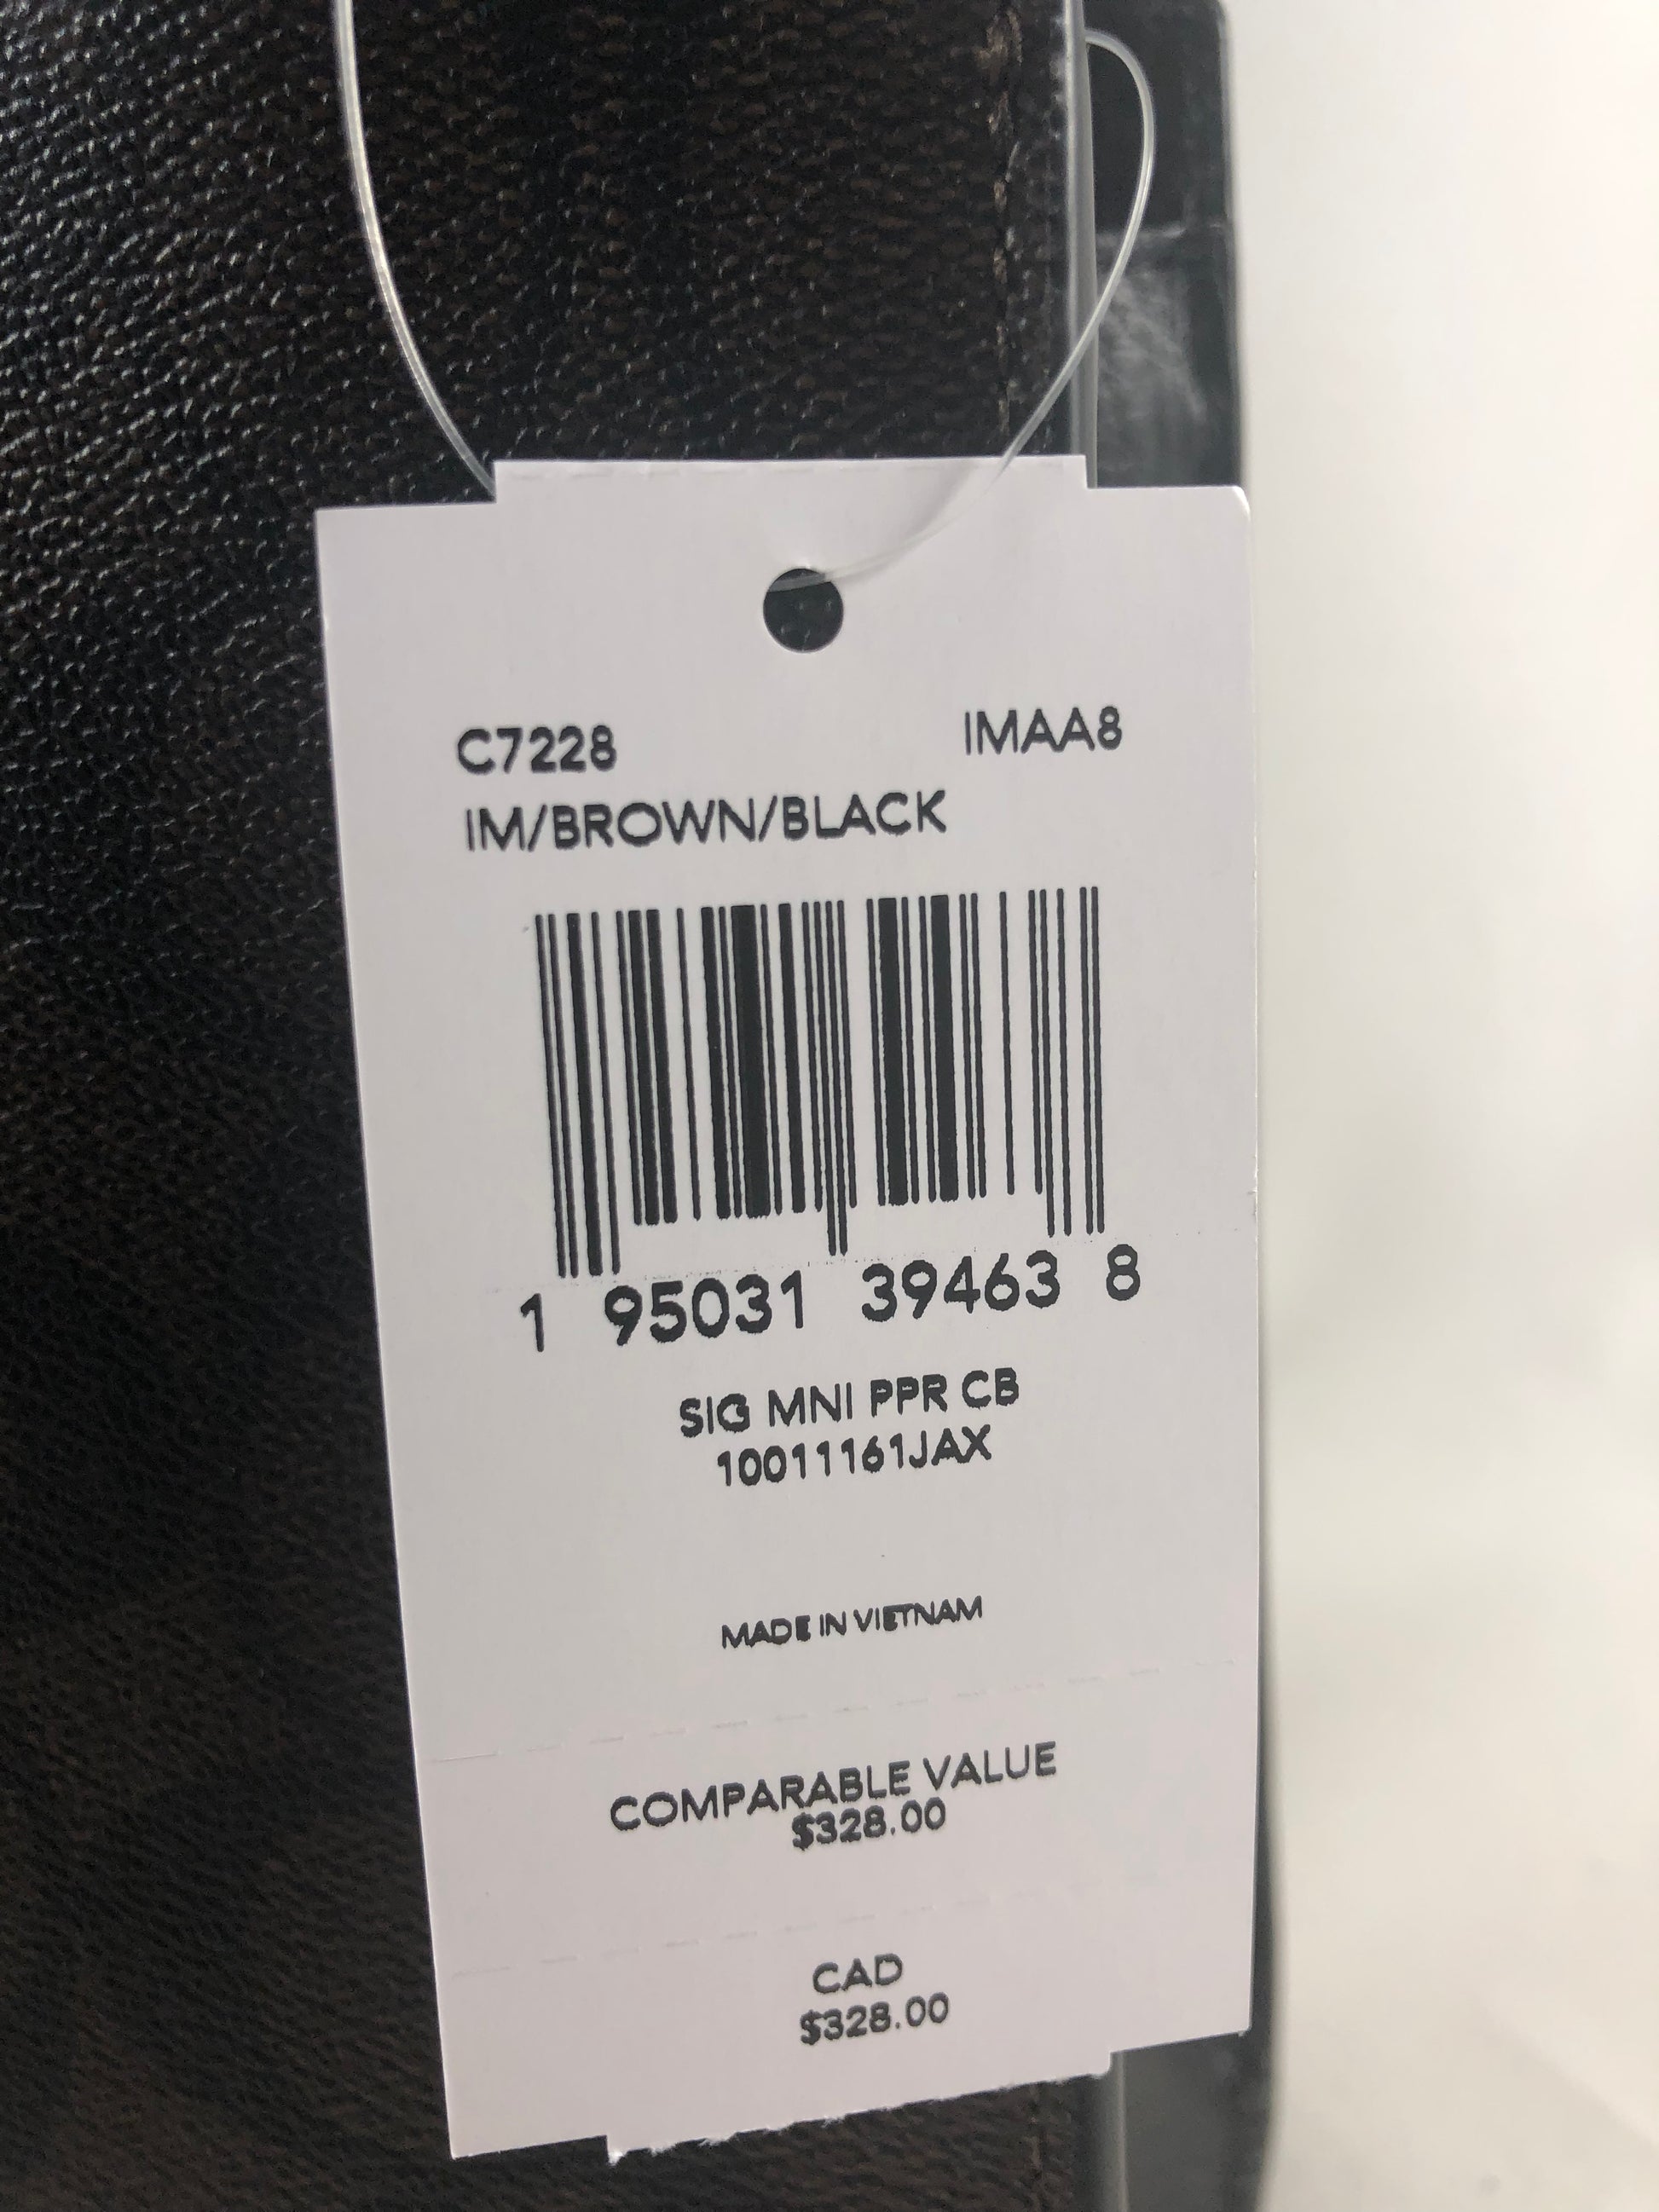 C7228 IMAA8
IM/BROWN/BLACK
1 95031 39463 8
SIG MNI PPR CB
10011161JAX
MADE IN VIETNAM
COMPARABLE VALUE
$328.00
CAD
$328.00